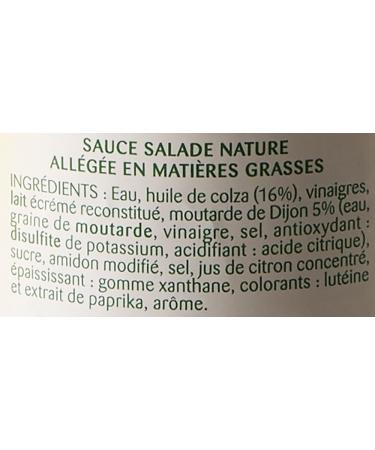 SAUCE SALADE NATURE
ALLÉGÉE EN MATIÈRES GRASSES
INGRÉDIENTS : Eau, huile de colza (16%), vinaigres,
lait écrémé reconstitué, moutarde de Dijon 5% (eau,
graine de moutarde, vinaigre, sel, antioxydant :
disulfite de potassium, acidifiant : acide citrique),
sucre, amidon modifié, sel, jus de citron concentré,
épaississant : gomme xanthane, colorants : lutéine
et extrait de paprika, arôme.